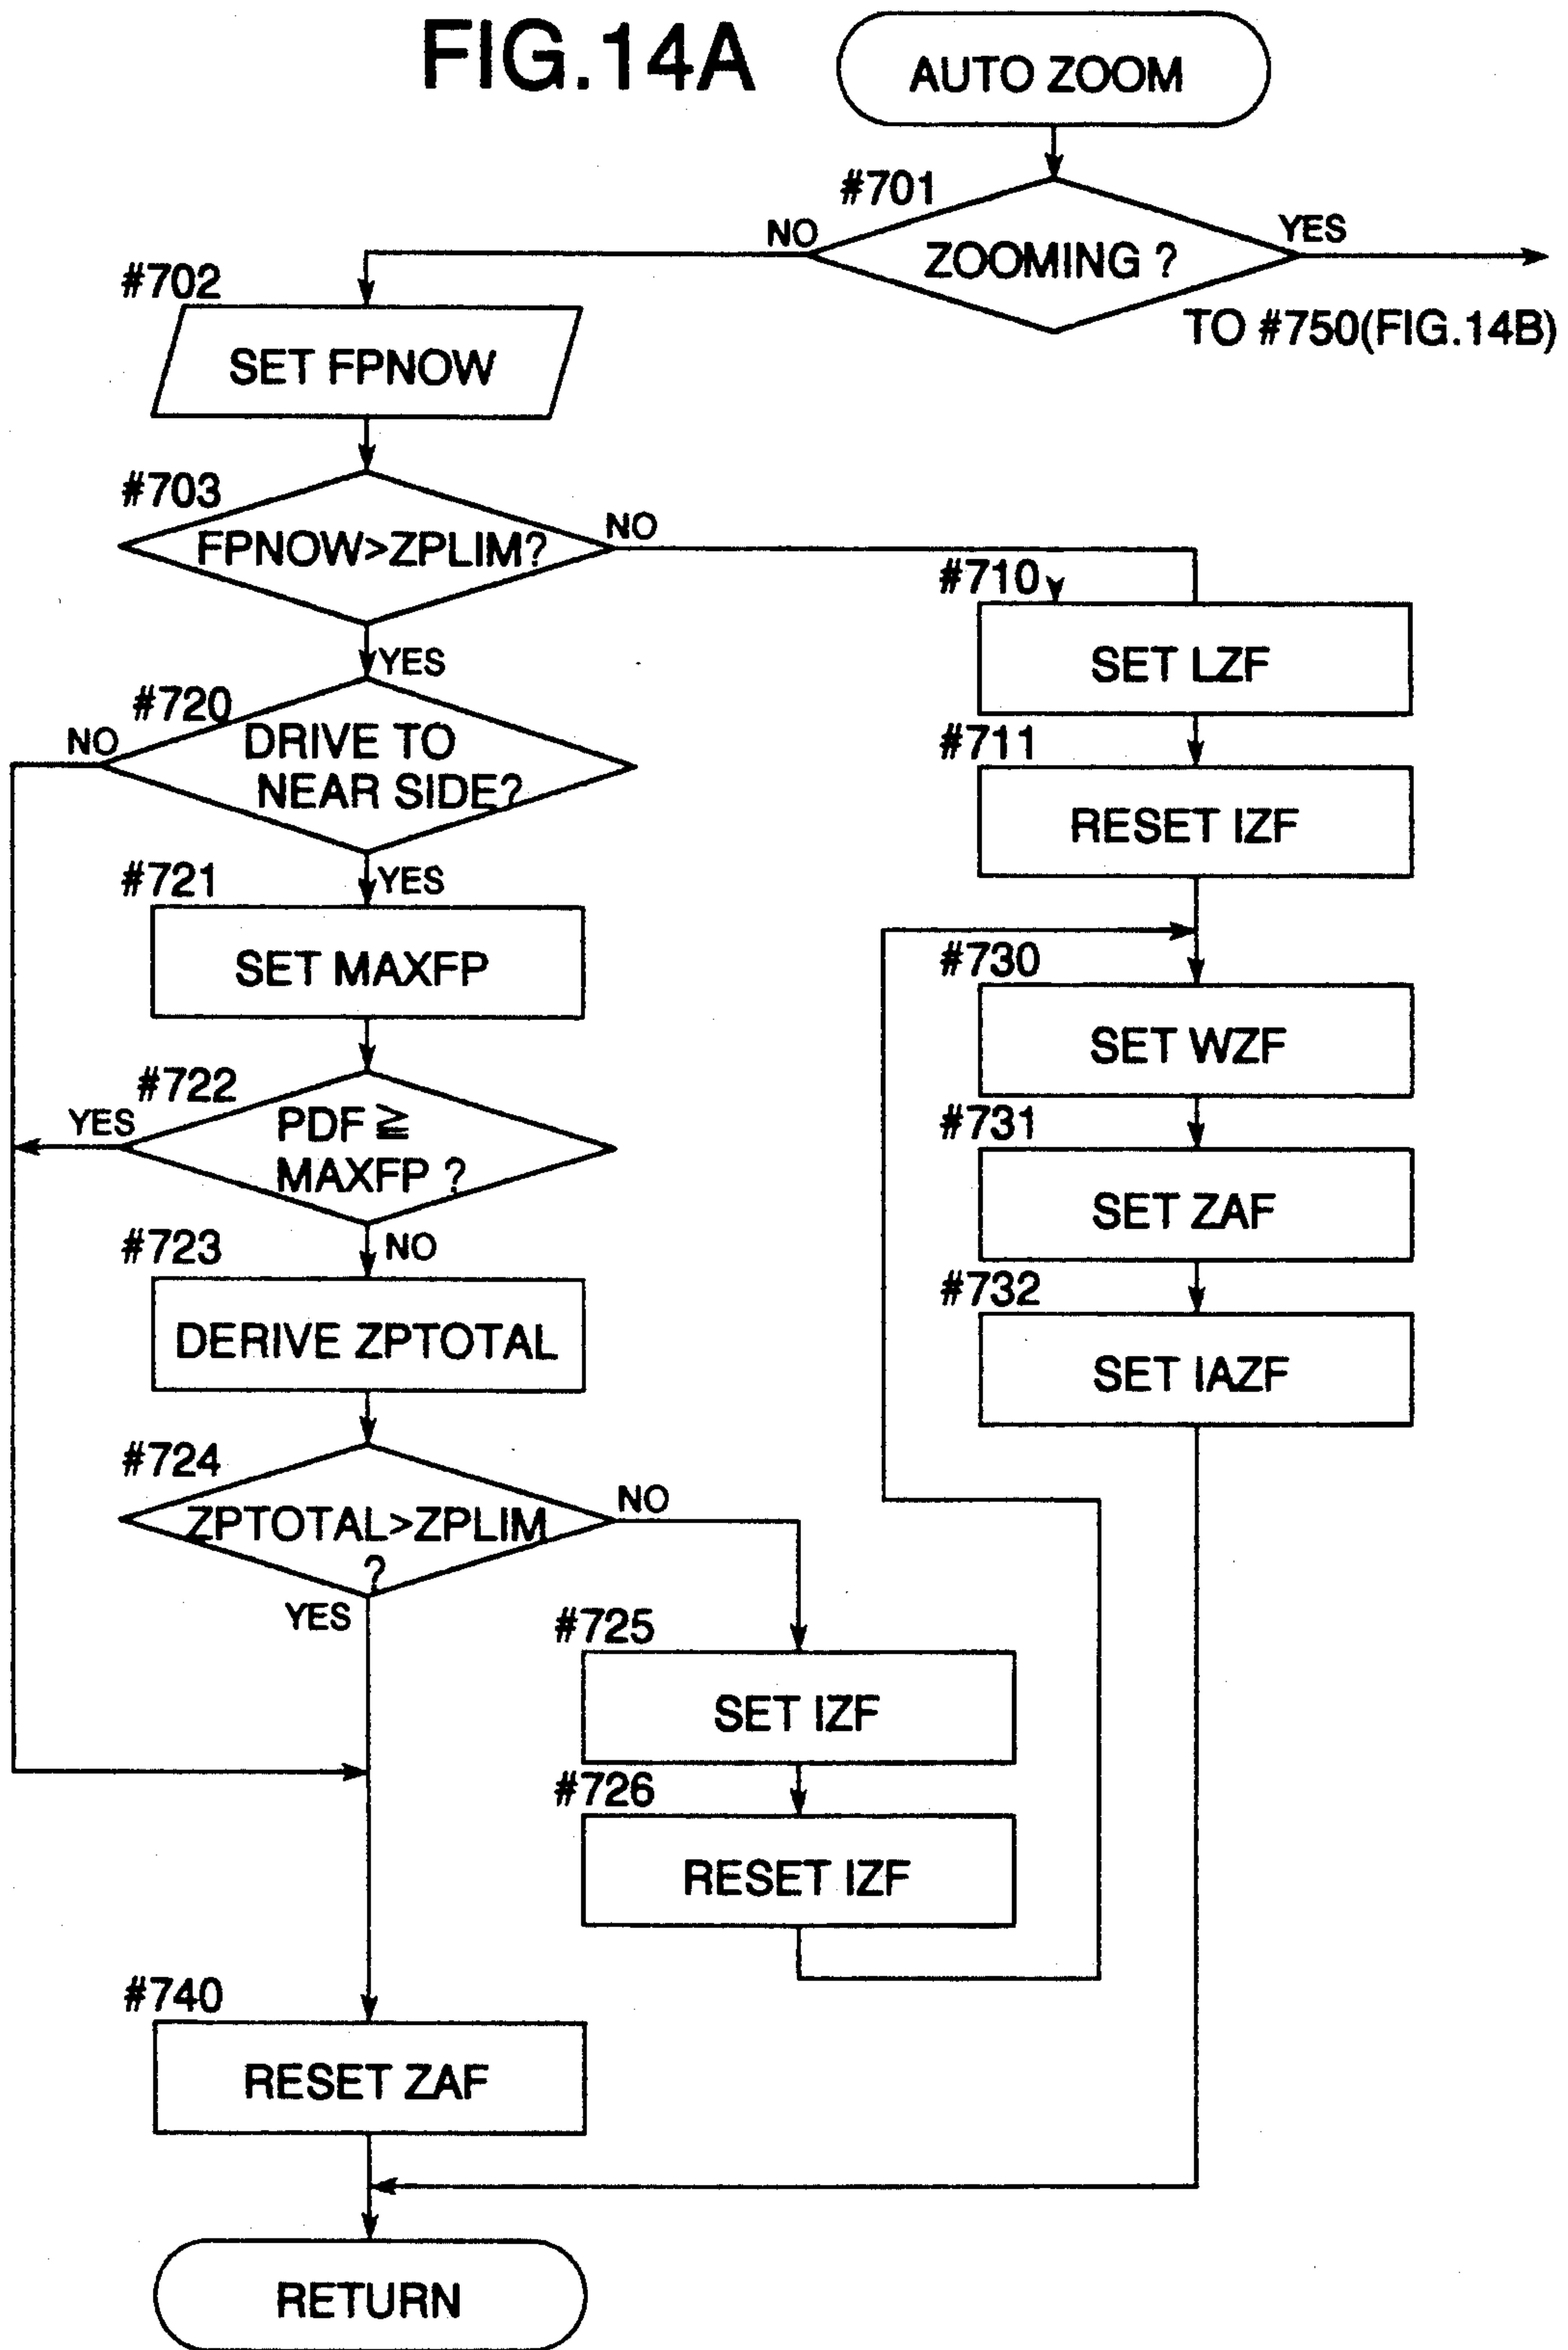 FIG.14A
AUTO ZOOM
#701
NO
ZOOMING ?
YES
TO #750(FIG.14B)
#702
SET FPNOW
#703
FPNOW>ZPLIM?
NO
YES
#710
SET LZF
#711
RESET IZF
#720
NO
DRIVE TO
NEAR SIDE?
YES
#721
SET MAXFP
#722
YES
PDF ≧
MAXFP ?
NO
#723
DERIVE ZPTOTAL
#724
ZPTOTAL>ZPLIM
?
NO
YES
#725
SET IZF
#726
RESET IZF
#730
SET WZF
#731
SET ZAF
#732
SET IAZF
#740
RESET ZAF
RETURN